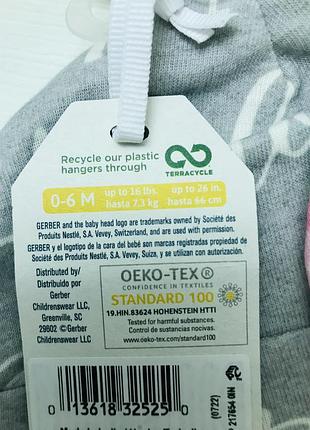 Recycle our plastic
hangers through
TERRACYCLE
0-6 M
up to 16 lbs.
hasta 7.3 kg
up to 26 in.
hasta 66 cm
GERBER and the baby head logo are trademarks owned by Société des
Produits Nestlé, S.A. Vevey, Switzerland, and are used with permission.
GERBER y el logotipo de la cara del bebé son marcas registradas propiedad de
Société des Produits Nestlé, S.A. Vevey, Suiza, y se utilizan con autorización.
Distributed by/
Distribuido por
Gerber
Childrenswear LLC,
Greenville, SC
29602 ©Gerber
Childrenswear LLC
OEKO-TEX®
CONFIDENCE IN TEXTILES
STANDARD 100
19.HIN.83624 HOHENSTEIN HTTI
Tested for harmful substances.
Control de sustancias nocivas.
www.oeko-tex.com/standard100
0 13618 32525 0
(0722)
217654 0IN